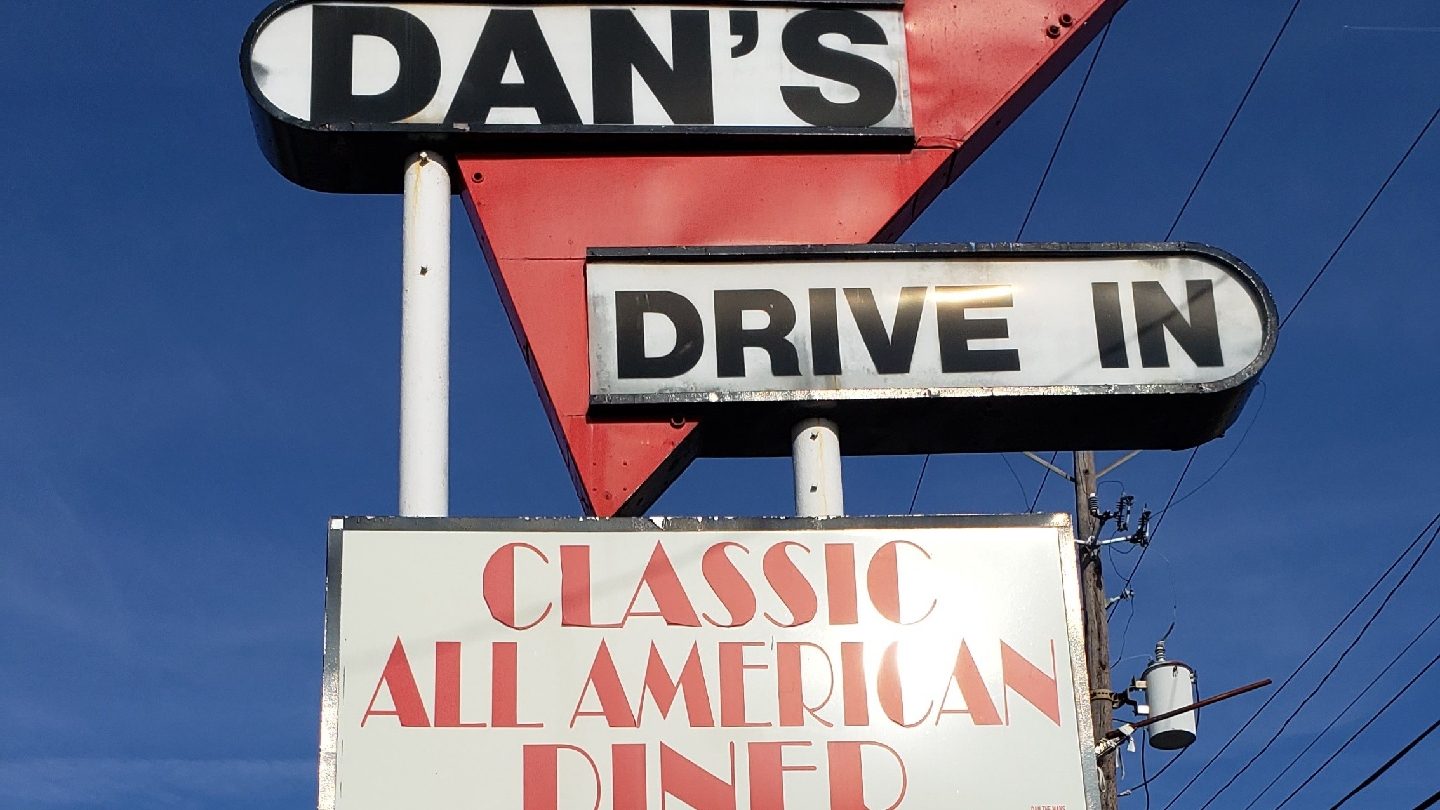 DAN'S
DRIVE IN
CLASSIC
ALL AMERICAN
DINER